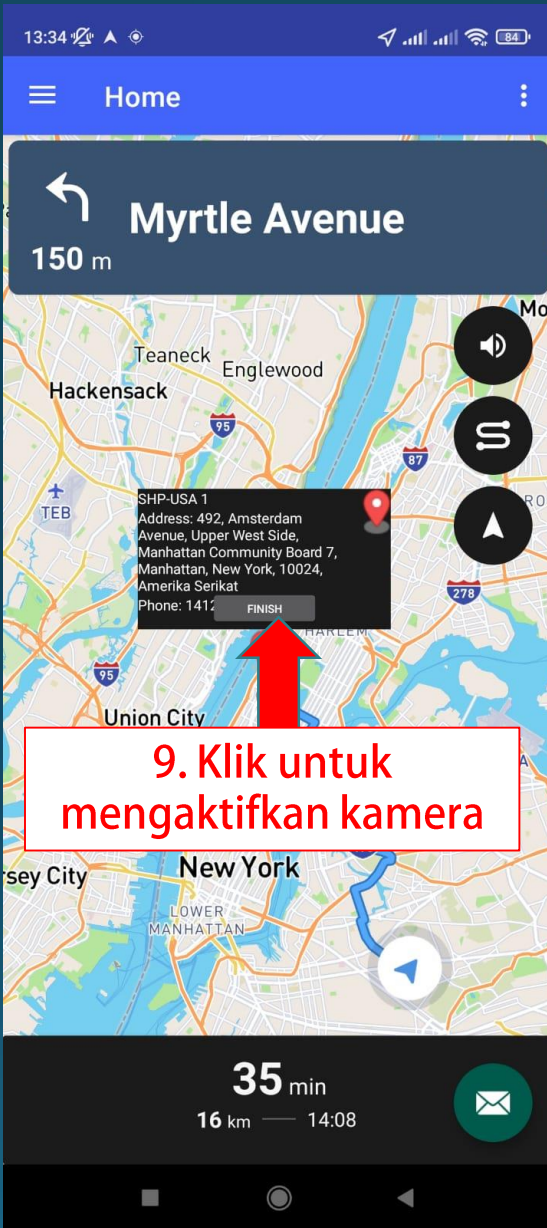 13:34
84
Home
Myrtle Avenue
150 m
Mo
Teaneck
Englewood
Hackensack
95
87
TEB
SHP-USA 1
Address: 492, Amsterdam
Avenue, Upper West Side,
Manhattan Community Board 7,
Manhattan, New York, 10024,
Amerika Serikat
Phone: 1412
FINISH
RO
278
HARLEM
95
Union City
9. Klik untuk
mengaktifkan kamera
A
rsey City
New York
LOWER
MANHATTAN
35 min
16 km — 14:08